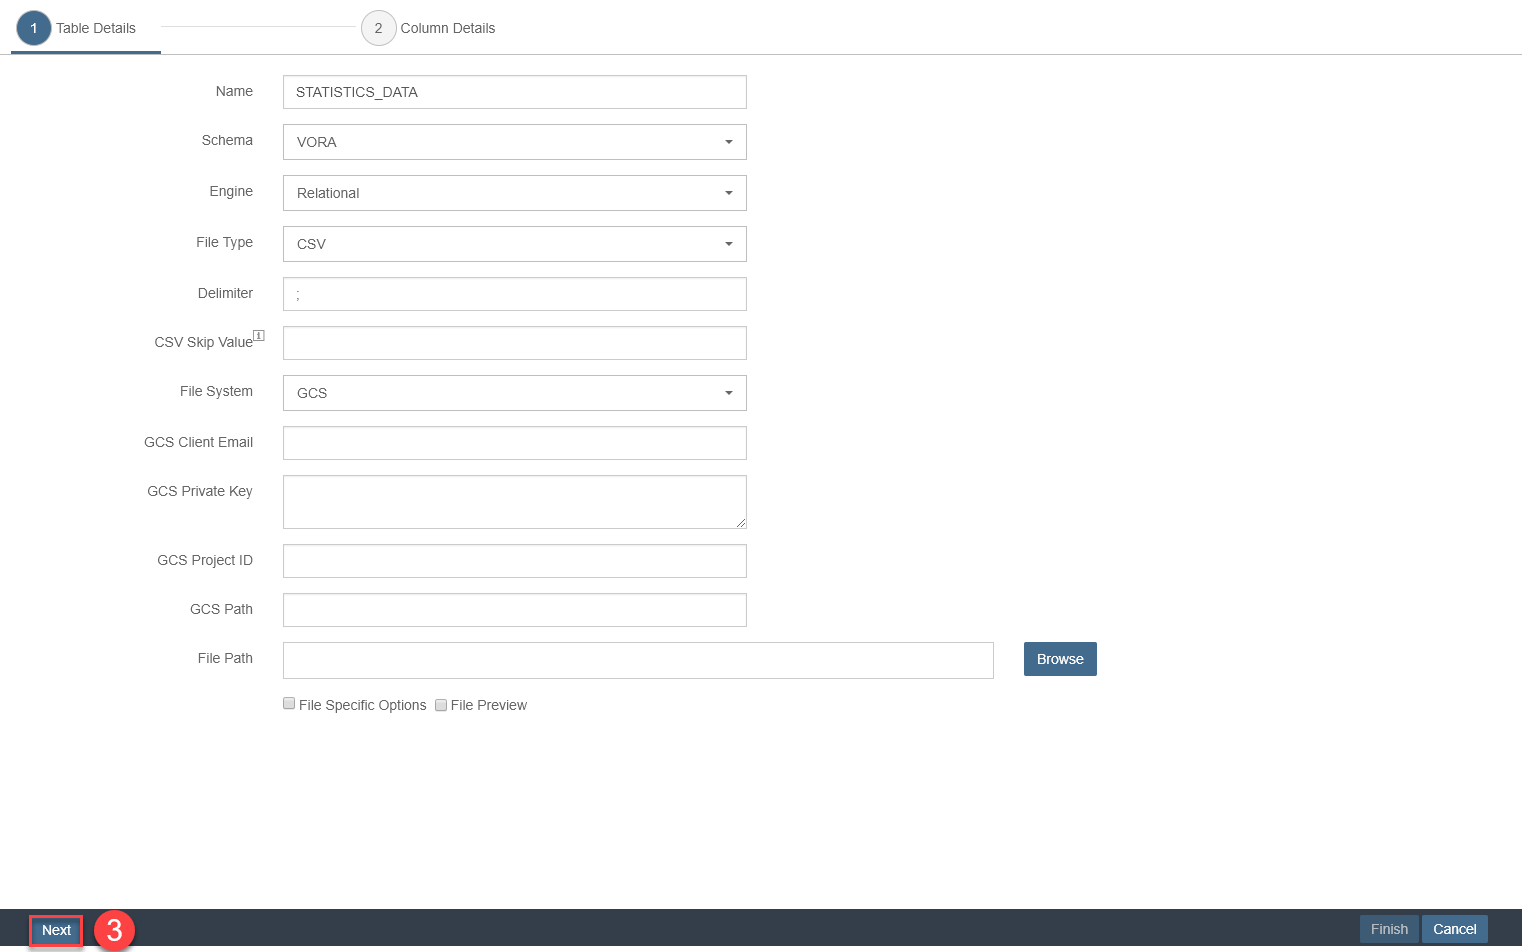 1 Table Details 2 Column Details
Name STATISTICS_DATA
Schema VORA
Engine Relational
File Type CSV
Delimiter ;
CSV Skip Value i
File System GCS
GCS Client Email
GCS Private Key
GCS Project ID
GCS Path
File Path Browse
File Specific Options File Preview
Next 3 Finish Cancel